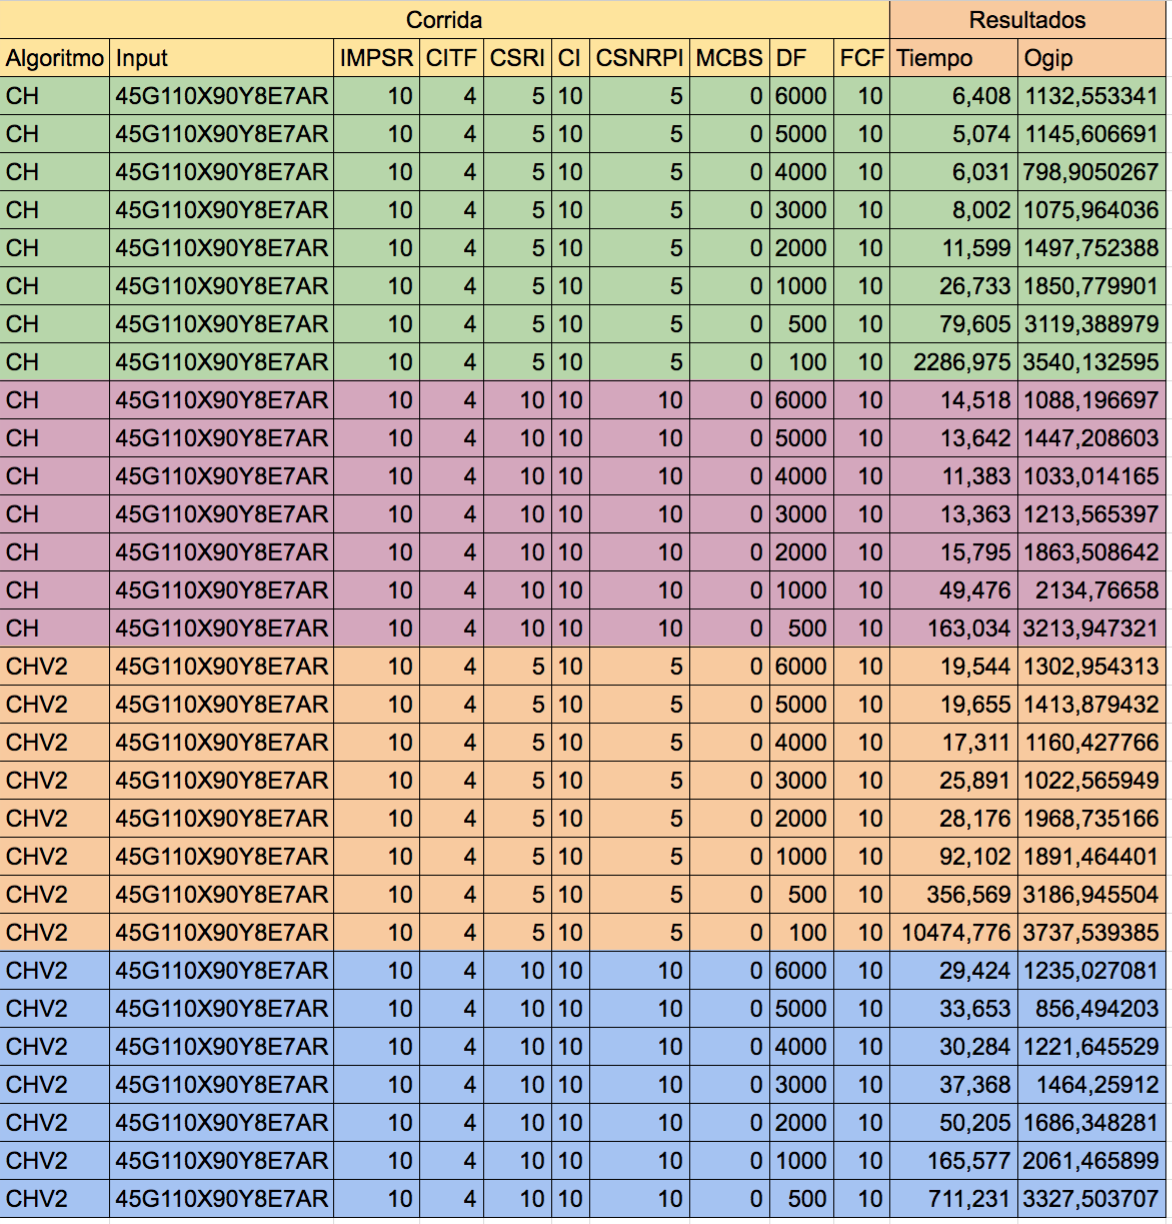 Corrida Resultados
Algoritmo Input IMPSR CITF CSRI CI CSNRPI MCBS DF FCF Tiempo Ogip
CH 45G110X90Y8E7AR 10 4 5 10 5 0 6000 10 6,408 1132,553341
CH 45G110X90Y8E7AR 10 4 5 10 5 0 5000 10 5,074 1145,606691
CH 45G110X90Y8E7AR 10 4 5 10 5 0 4000 10 6,031 798,9050267
CH 45G110X90Y8E7AR 10 4 5 10 5 0 3000 10 8,002 1075,964036
CH 45G110X90Y8E7AR 10 4 5 10 5 0 2000 10 11,599 1497,752388
CH 45G110X90Y8E7AR 10 4 5 10 5 0 1000 10 26,733 1850,779901
CH 45G110X90Y8E7AR 10 4 5 10 5 0 500 10 79,605 3119,388979
CH 45G110X90Y8E7AR 10 4 5 10 5 0 100 10 2286,975 3540,132595
CH 45G110X90Y8E7AR 10 4 10 10 10 0 6000 10 14,518 1088,196697
CH 45G110X90Y8E7AR 10 4 10 10 10 0 5000 10 13,642 1447,208603
CH 45G110X90Y8E7AR 10 4 10 10 10 0 4000 10 11,383 1033,014165
CH 45G110X90Y8E7AR 10 4 10 10 10 0 3000 10 13,363 1213,565397
CH 45G110X90Y8E7AR 10 4 10 10 10 0 2000 10 15,795 1863,508642
CH 45G110X90Y8E7AR 10 4 10 10 10 0 1000 10 49,476 2134,76658
CH 45G110X90Y8E7AR 10 4 10 10 10 0 500 10 163,034 3213,947321
CHV2 45G110X90Y8E7AR 10 4 5 10 5 0 6000 10 19,544 1302,954313
CHV2 45G110X90Y8E7AR 10 4 5 10 5 0 5000 10 19,655 1413,879432
CHV2 45G110X90Y8E7AR 10 4 5 10 5 0 4000 10 17,311 1160,427766
CHV2 45G110X90Y8E7AR 10 4 5 10 5 0 3000 10 25,891 1022,565949
CHV2 45G110X90Y8E7AR 10 4 5 10 5 0 2000 10 28,176 1968,735166
CHV2 45G110X90Y8E7AR 10 4 5 10 5 0 1000 10 92,102 1891,464401
CHV2 45G110X90Y8E7AR 10 4 5 10 5 0 500 10 356,569 3186,945504
CHV2 45G110X90Y8E7AR 10 4 5 10 5 0 100 10 10474,776 3737,539385
CHV2 45G110X90Y8E7AR 10 4 10 10 10 0 6000 10 29,424 1235,027081
CHV2 45G110X90Y8E7AR 10 4 10 10 10 0 5000 10 33,653 856,494203
CHV2 45G110X90Y8E7AR 10 4 10 10 10 0 4000 10 30,284 1221,645529
CHV2 45G110X90Y8E7AR 10 4 10 10 10 0 3000 10 37,368 1464,25912
CHV2 45G110X90Y8E7AR 10 4 10 10 10 0 2000 10 50,205 1686,348281
CHV2 45G110X90Y8E7AR 10 4 10 10 10 0 1000 10 165,577 2061,465899
CHV2 45G110X90Y8E7AR 10 4 10 10 10 0 500 10 711,231 3327,503707